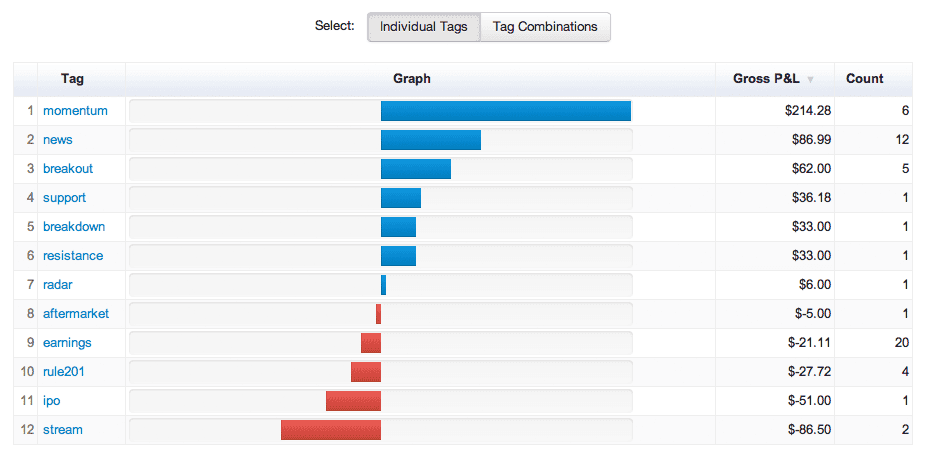 Select: Individual Tags Tag Combinations
Tag Graph Gross P&L ▼ Count
1 momentum $214.28 6
2 news $86.99 12
3 breakout $62.00 5
4 support $36.18 1
5 breakdown $33.00 1
6 resistance $33.00 1
7 radar $6.00 1
8 aftermarket $-5.00 1
9 earnings $-21.11 20
10 rule201 $-27.72 4
11 ipo $-51.00 1
12 stream $-86.50 2